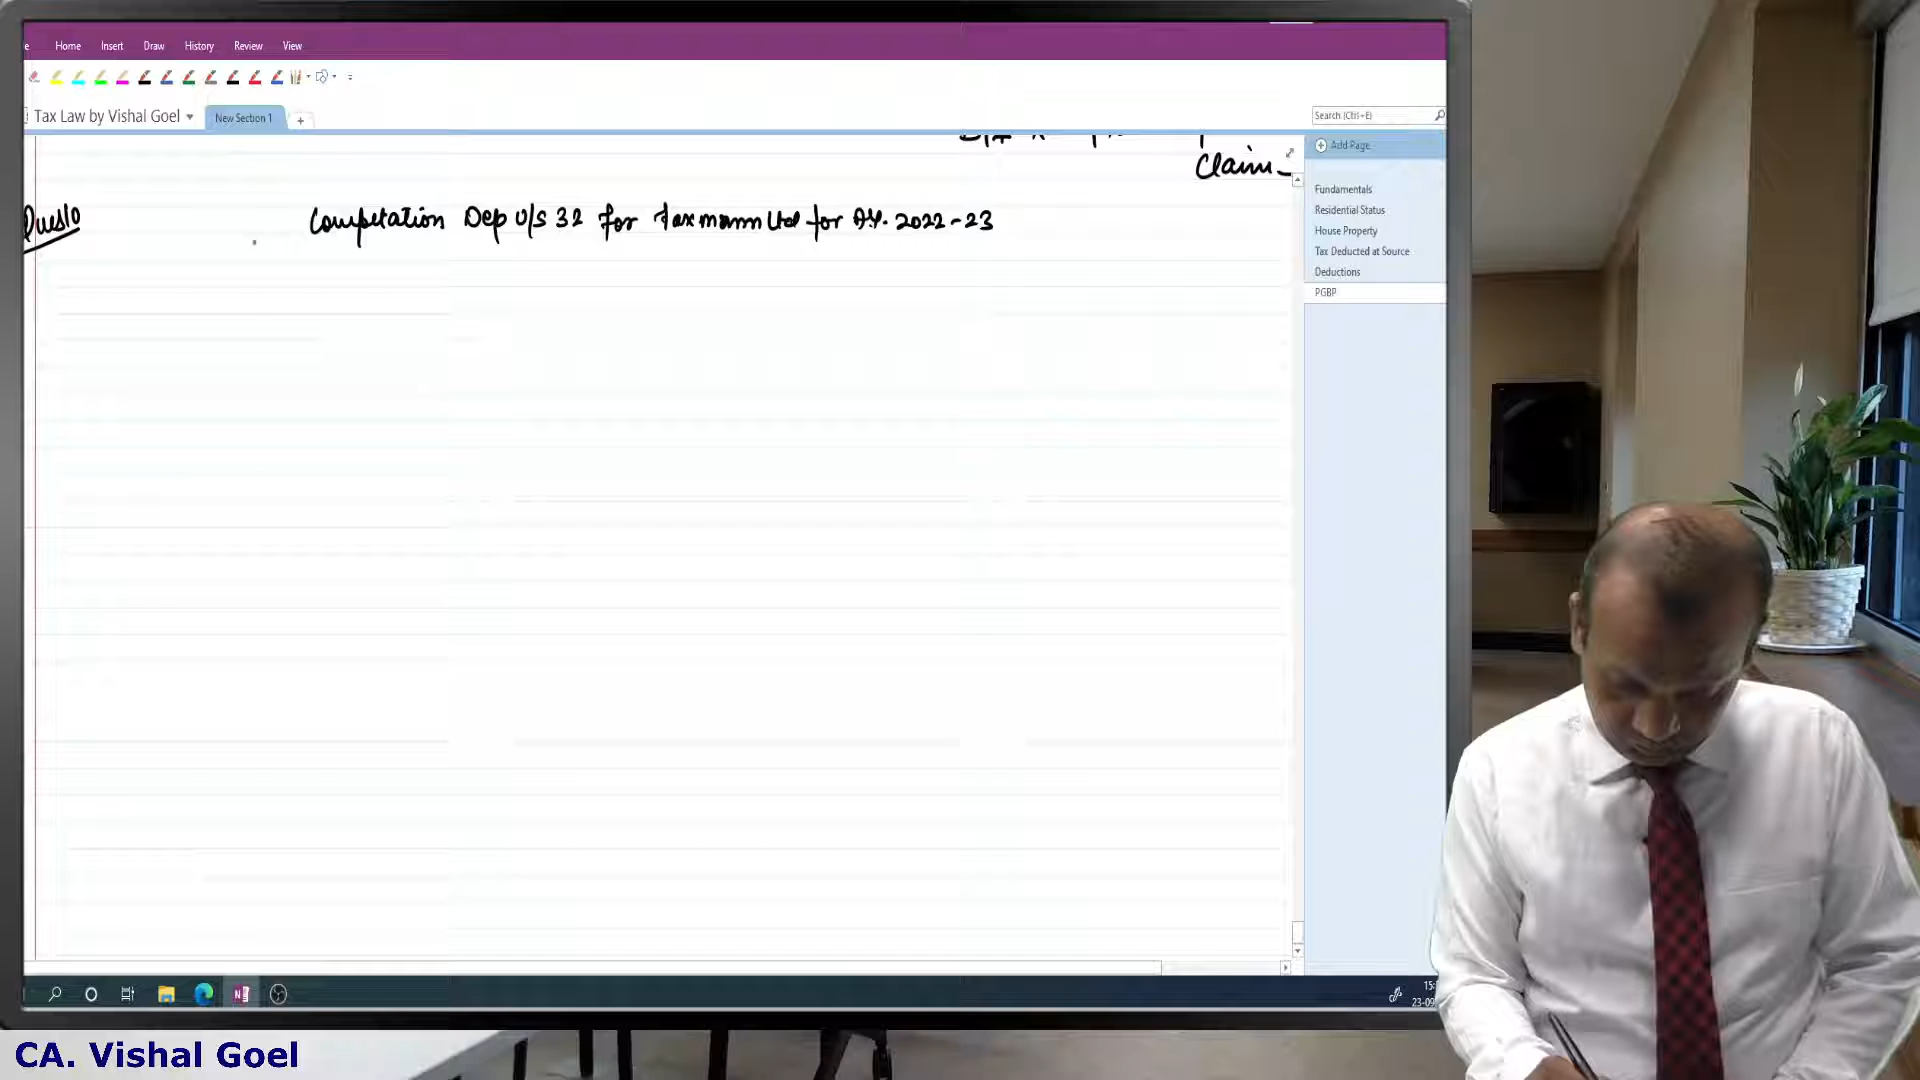 Home Insert Draw History Review View
Tax Law by Vishal Goel
New Section 1
Search (Ctrl+E)
Add Page
Claim
Ques10
Computation Dep U/S 32 for Taxmann Ltd for A.Y. 2022-23
Fundamentals
Residential Status
House Property
Tax Deducted at Source
Deductions
PGBP
CA. Vishal Goel